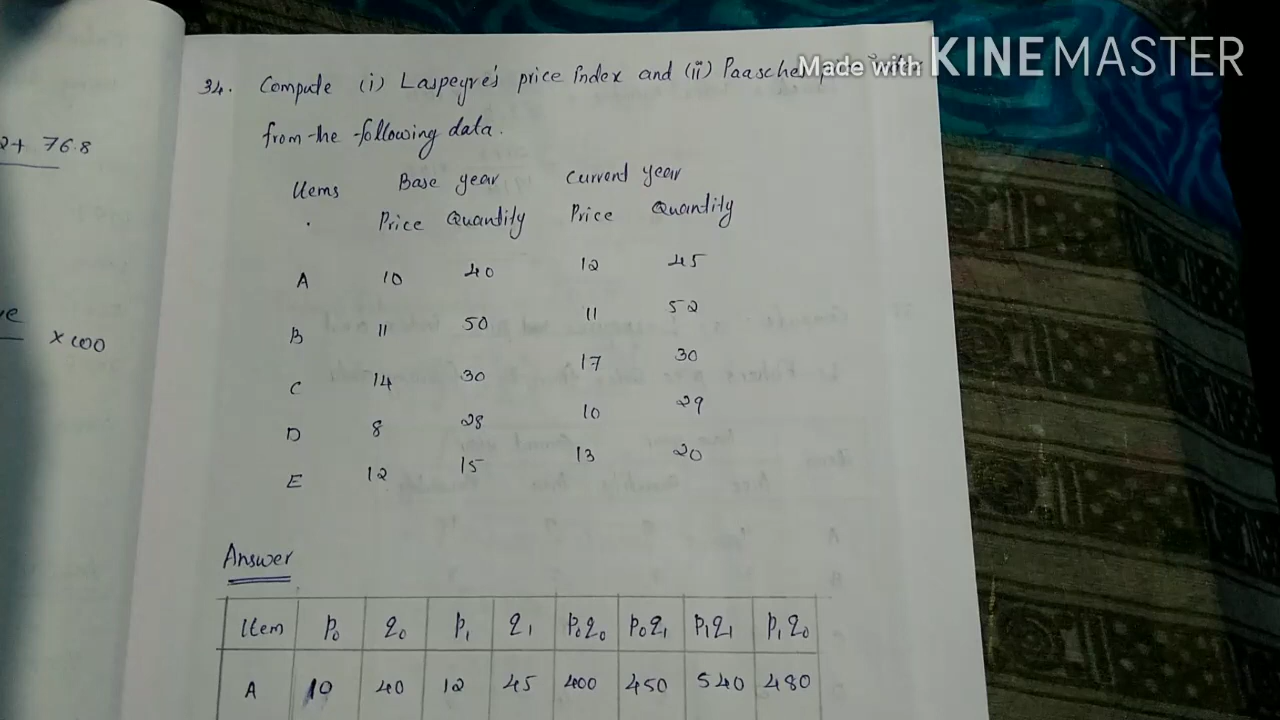 2+ 76.8
× 100
Made with KINEMASTER
34. Compute (i) Laspeyre's price index and (ii) Paasche's
from the following data.
Items Base year Current year
Price Quantity Price Quantity
A 10 40 12 45
B 11 50 11 52
C 14 30 17 30
D 8 28 10 29
E 12 15 13 20
Answer
Item P₀ q₀ P₁ q₁ P₀q₀ P₀q₁ P₁q₁ P₁q₀
A 10 40 12 45 400 450 540 480